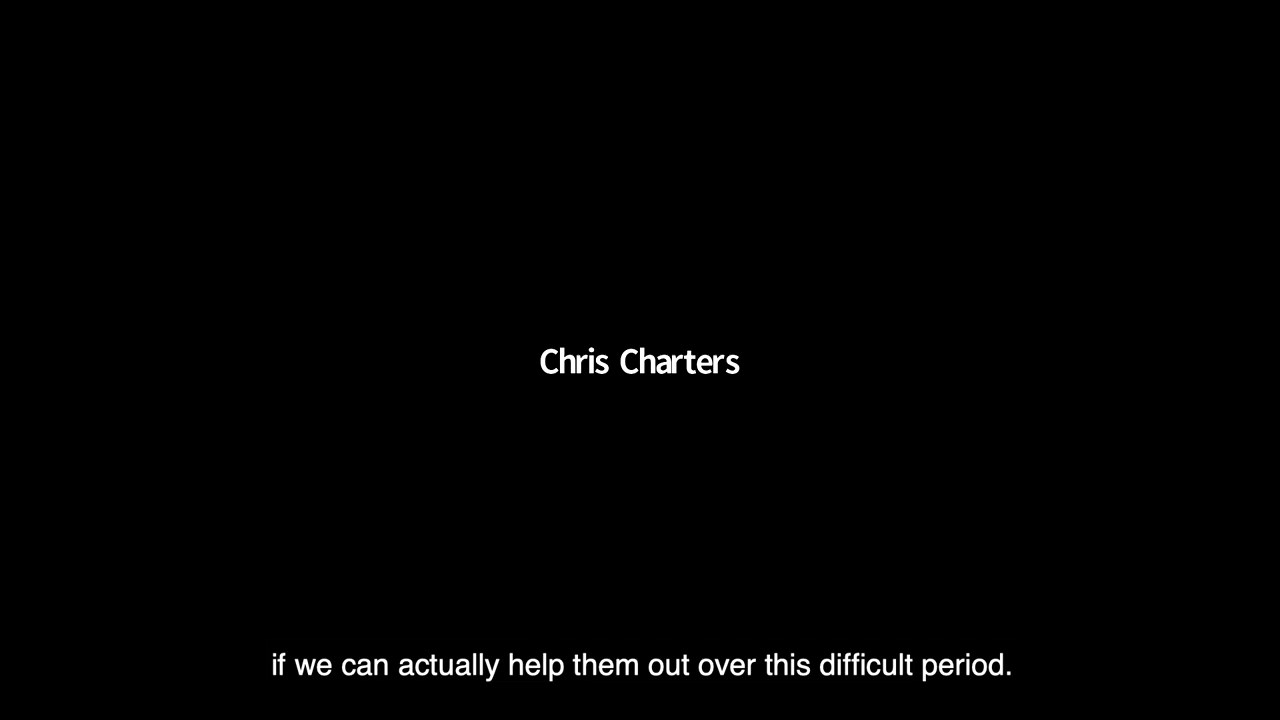 Chris Charters
if we can actually help them out over this difficult period.